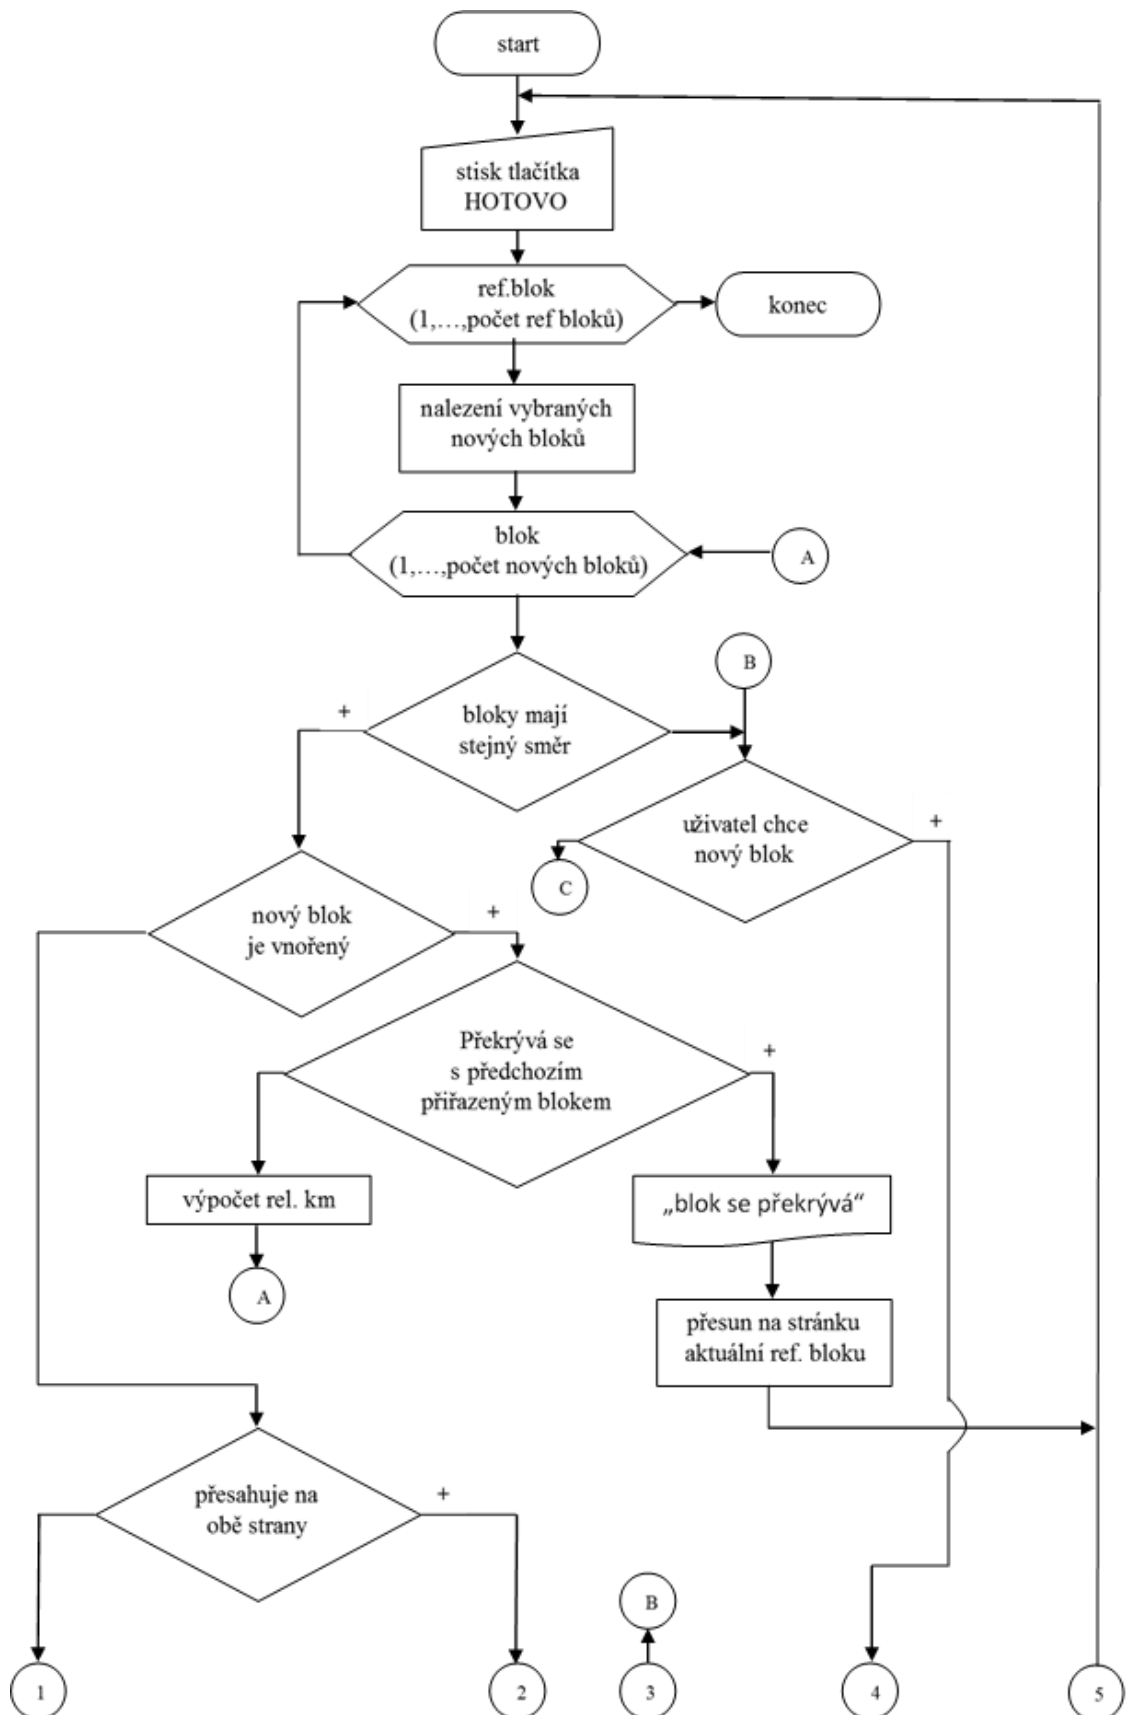 start
stisk tlačítka
HOTOVO
ref.blok
(1,…,počet ref bloků)
konec
nalezení vybraných
nových bloků
blok
(1,…,počet nových bloků)
A
B
+
bloky mají
stejný směr
uživatel chce
nový blok
+
C
nový blok
je vnořený
+
Překrývá se
s předchozím
přiřazeným blokem
+
výpočet rel. km
„blok se překrývá“
A
přesun na stránku
aktuální ref. bloku
přesahuje na
obě strany
+
B
1
2
3
4
5